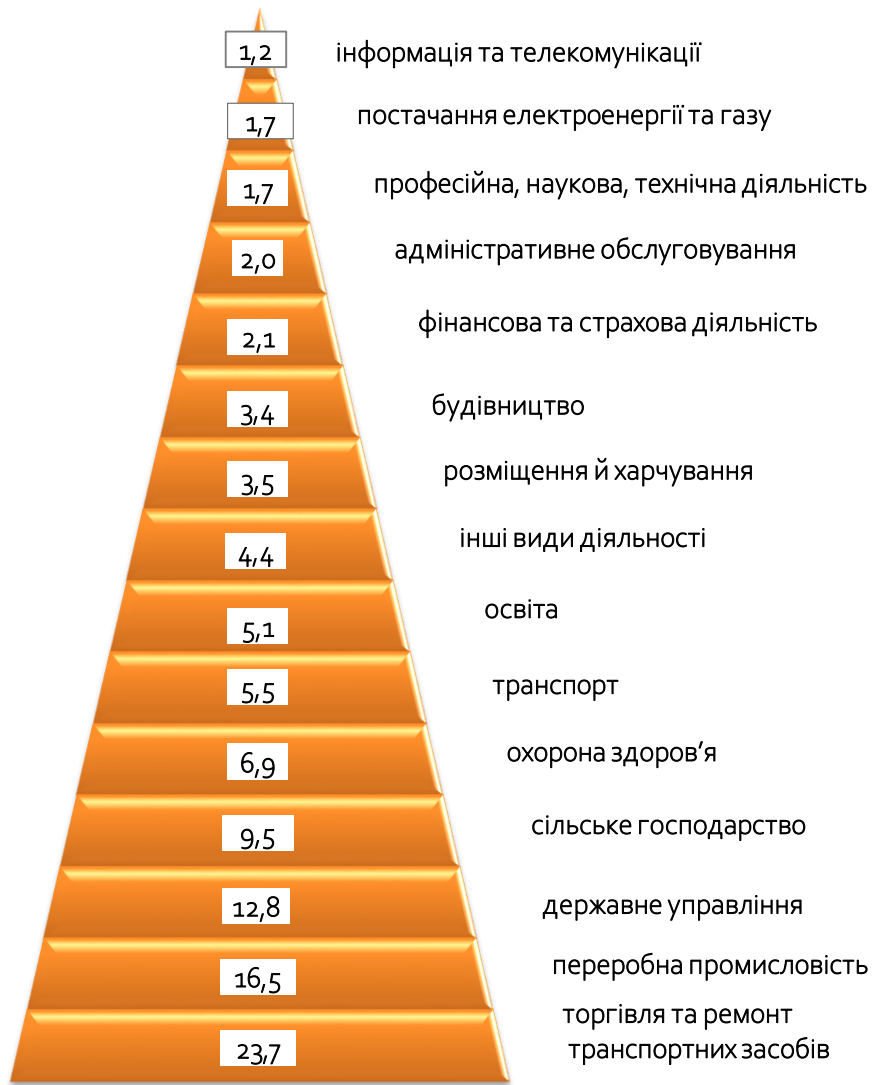 1,2 інформація та телекомунікації
1,7 постачання електроенергії та газу
1,7 професійна, наукова, технічна діяльність
2,0 адміністративне обслуговування
2,1 фінансова та страхова діяльність
3,4 будівництво
3,5 розміщення й харчування
4,4 інші види діяльності
5,1 освіта
5,5 транспорт
6,9 охорона здоров’я
9,5 сільське господарство
12,8 державне управління
16,5 переробна промисловість
23,7 торгівля та ремонт
транспортних засобів